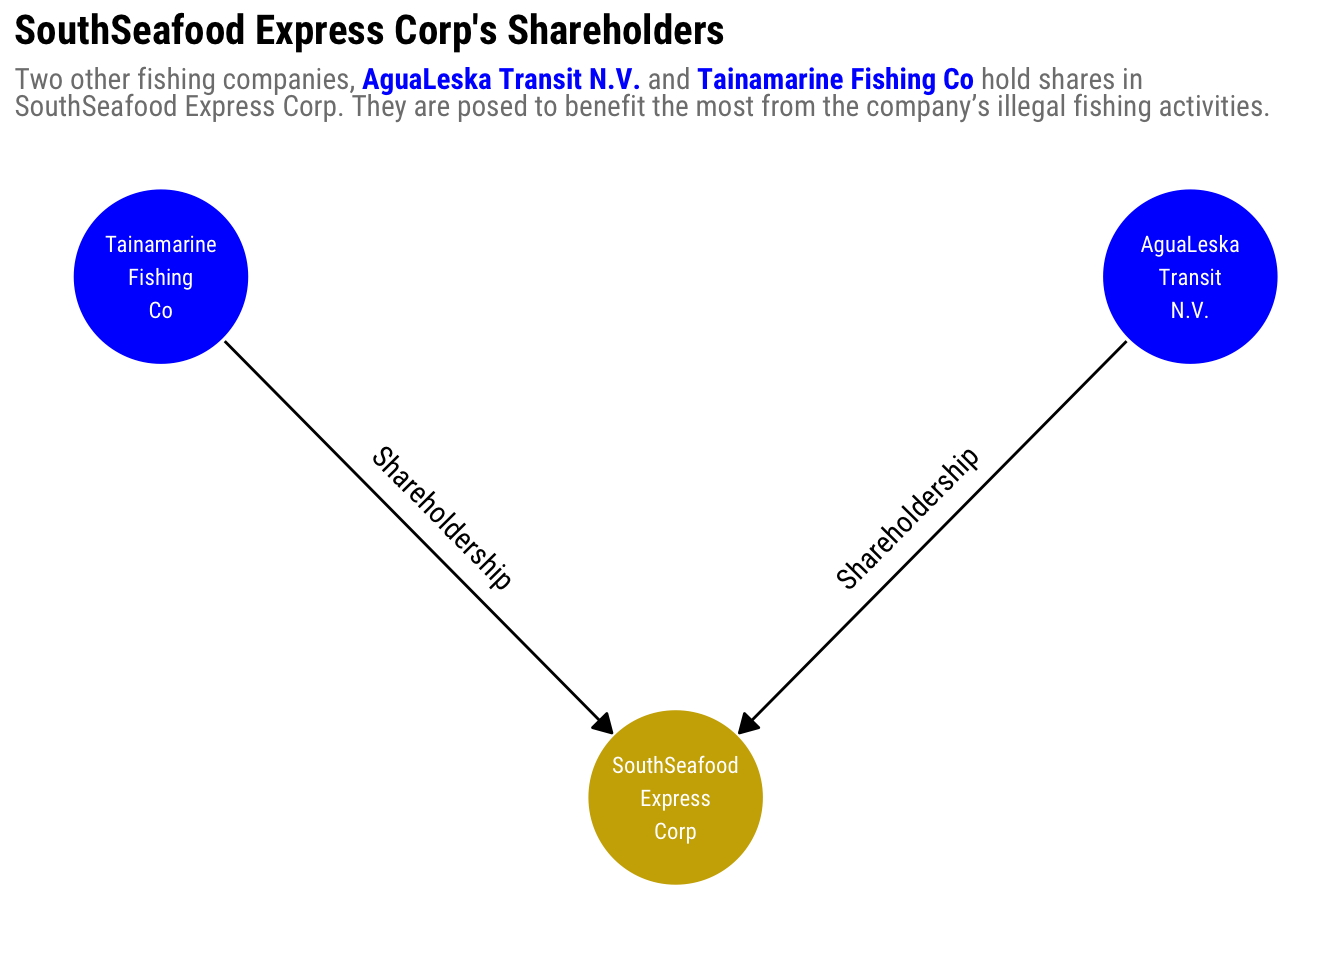 SouthSeafood Express Corp's Shareholders
Two other fishing companies, AguaLeska Transit N.V. and Tainamarine Fishing Co hold shares in
SouthSeafood Express Corp. They are posed to benefit the most from the company’s illegal fishing activities.
Tainamarine
Fishing
Co
AguaLeska
Transit
N.V.
Shareholdership
Shareholdership
SouthSeafood
Express
Corp